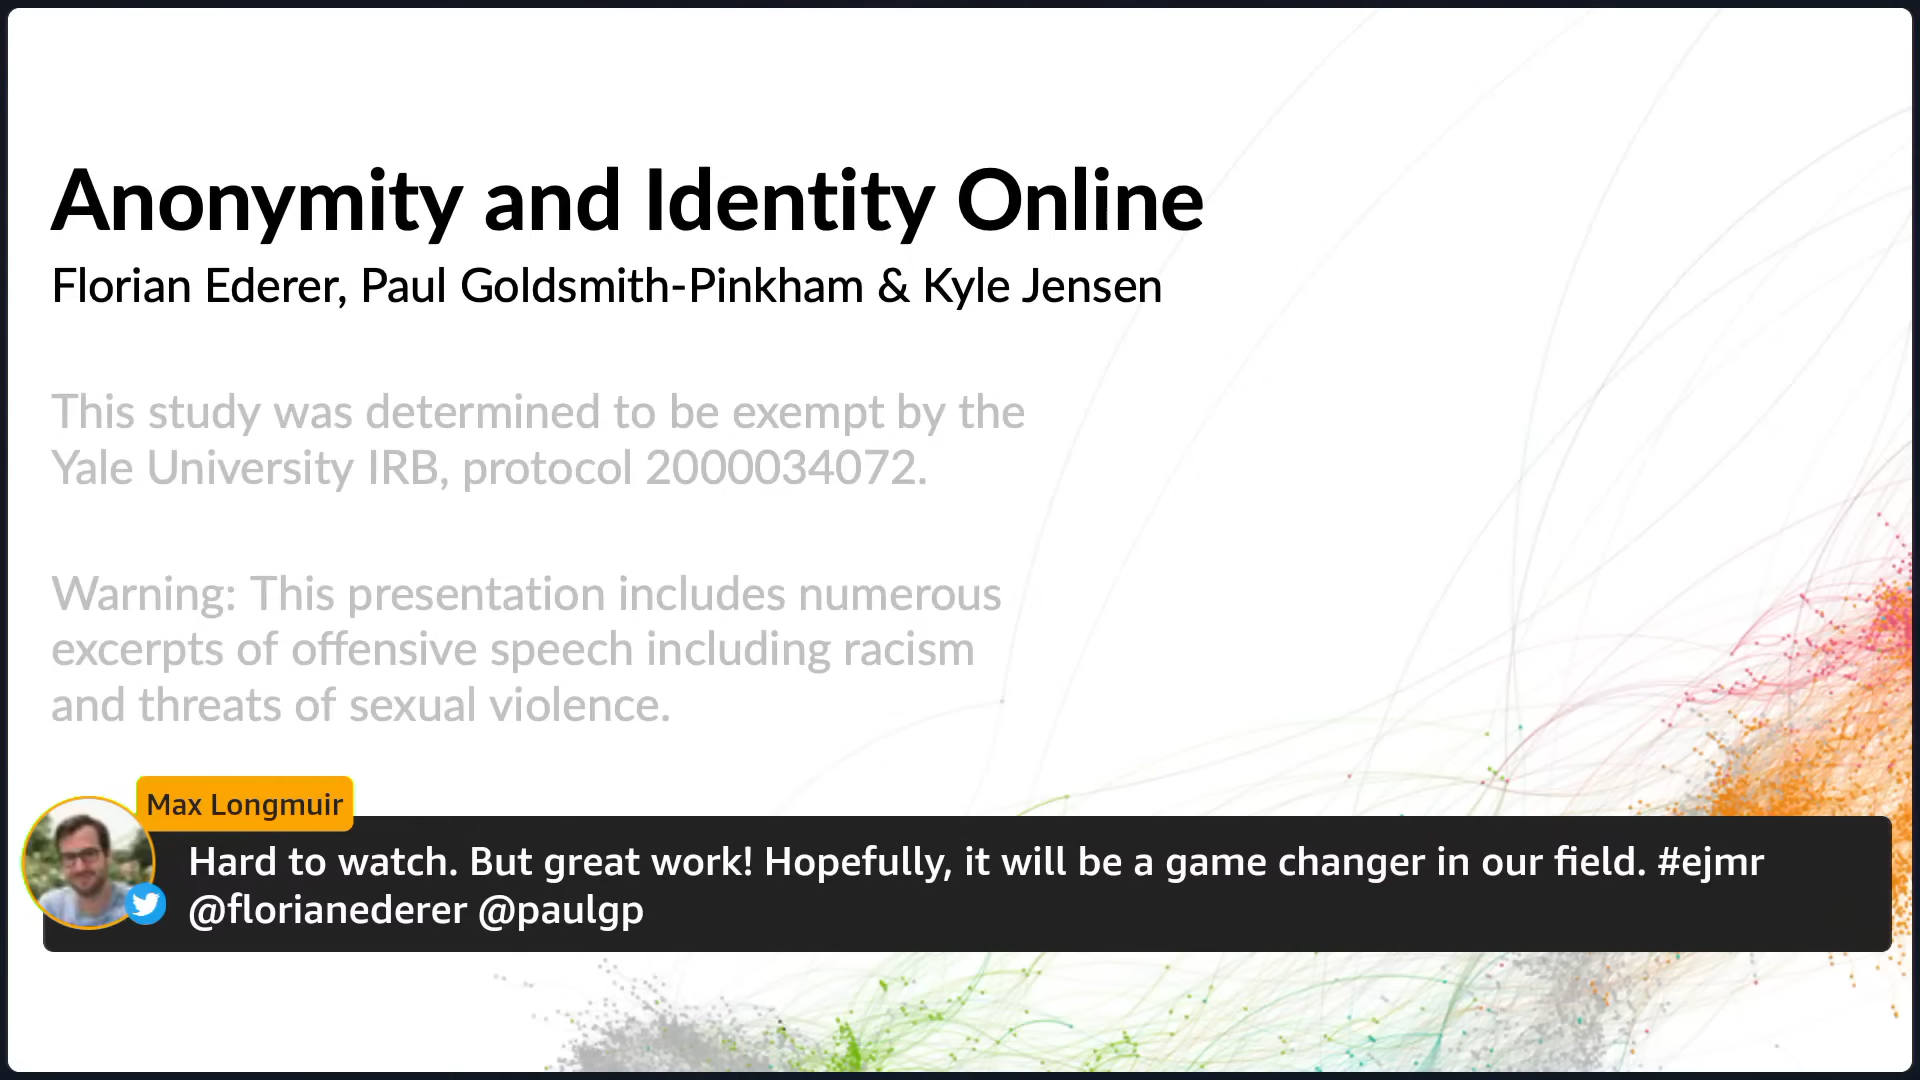 Anonymity and Identity Online
Florian Ederer, Paul Goldsmith-Pinkham & Kyle Jensen
This study was determined to be exempt by the
Yale University IRB, protocol 2000034072.
Warning: This presentation includes numerous
excerpts of offensive speech including racism
and threats of sexual violence.
Max Longmuir
Hard to watch. But great work! Hopefully, it will be a game changer in our field. #ejmr
@florianederer @paulgp